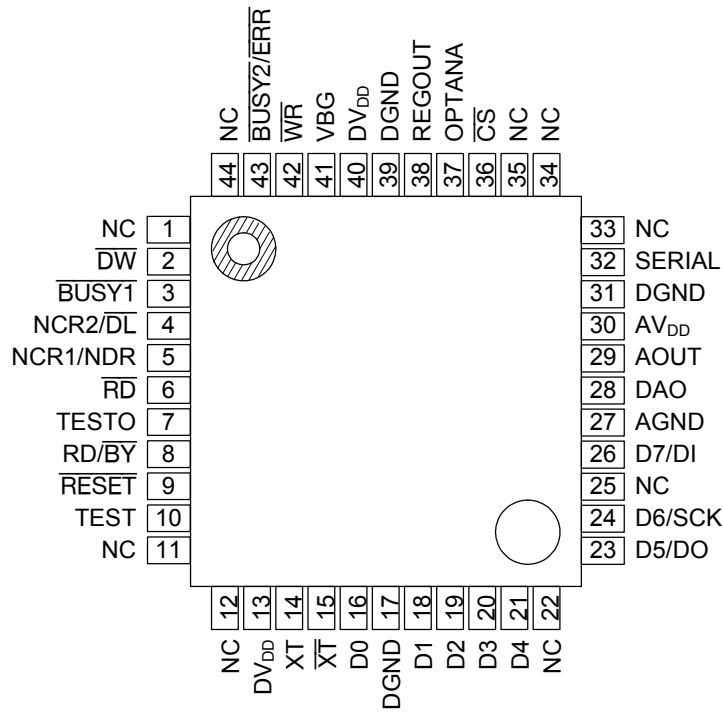 NC
BUSY2/ERR
WR
VBG
DVDD
DGND
REGOUT
OPTANA
CS
NC
NC
44
43
42
41
40
39
38
37
36
35
34
NC 1
DW 2
BUSY1 3
NCR2/DL 4
NCR1/NDR 5
RD 6
TESTO 7
RD/BY 8
RESET 9
TEST 10
NC 11
33 NC
32 SERIAL
31 DGND
30 AVDD
29 AOUT
28 DAO
27 AGND
26 D7/DI
25 NC
24 D6/SCK
23 D5/DO
12
13
14
15
16
17
18
19
20
21
22
NC
DVDD
XT
XT
D0
DGND
D1
D2
D3
D4
NC